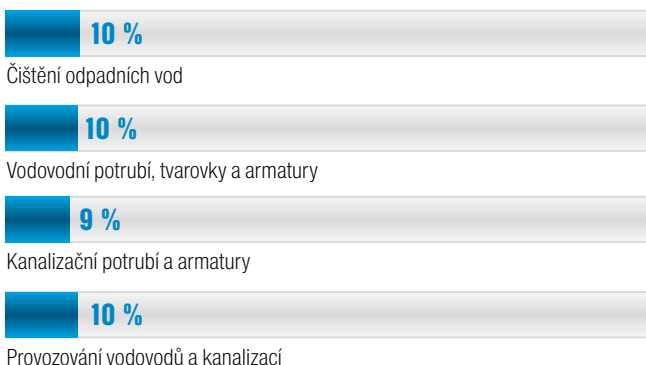 10 %
Čištění odpadních vod
10 %
Vodovodní potrubí, tvarovky a armatury
9 %
Kanalizační potrubí a armatury
10 %
Provozování vodovodů a kanalizací